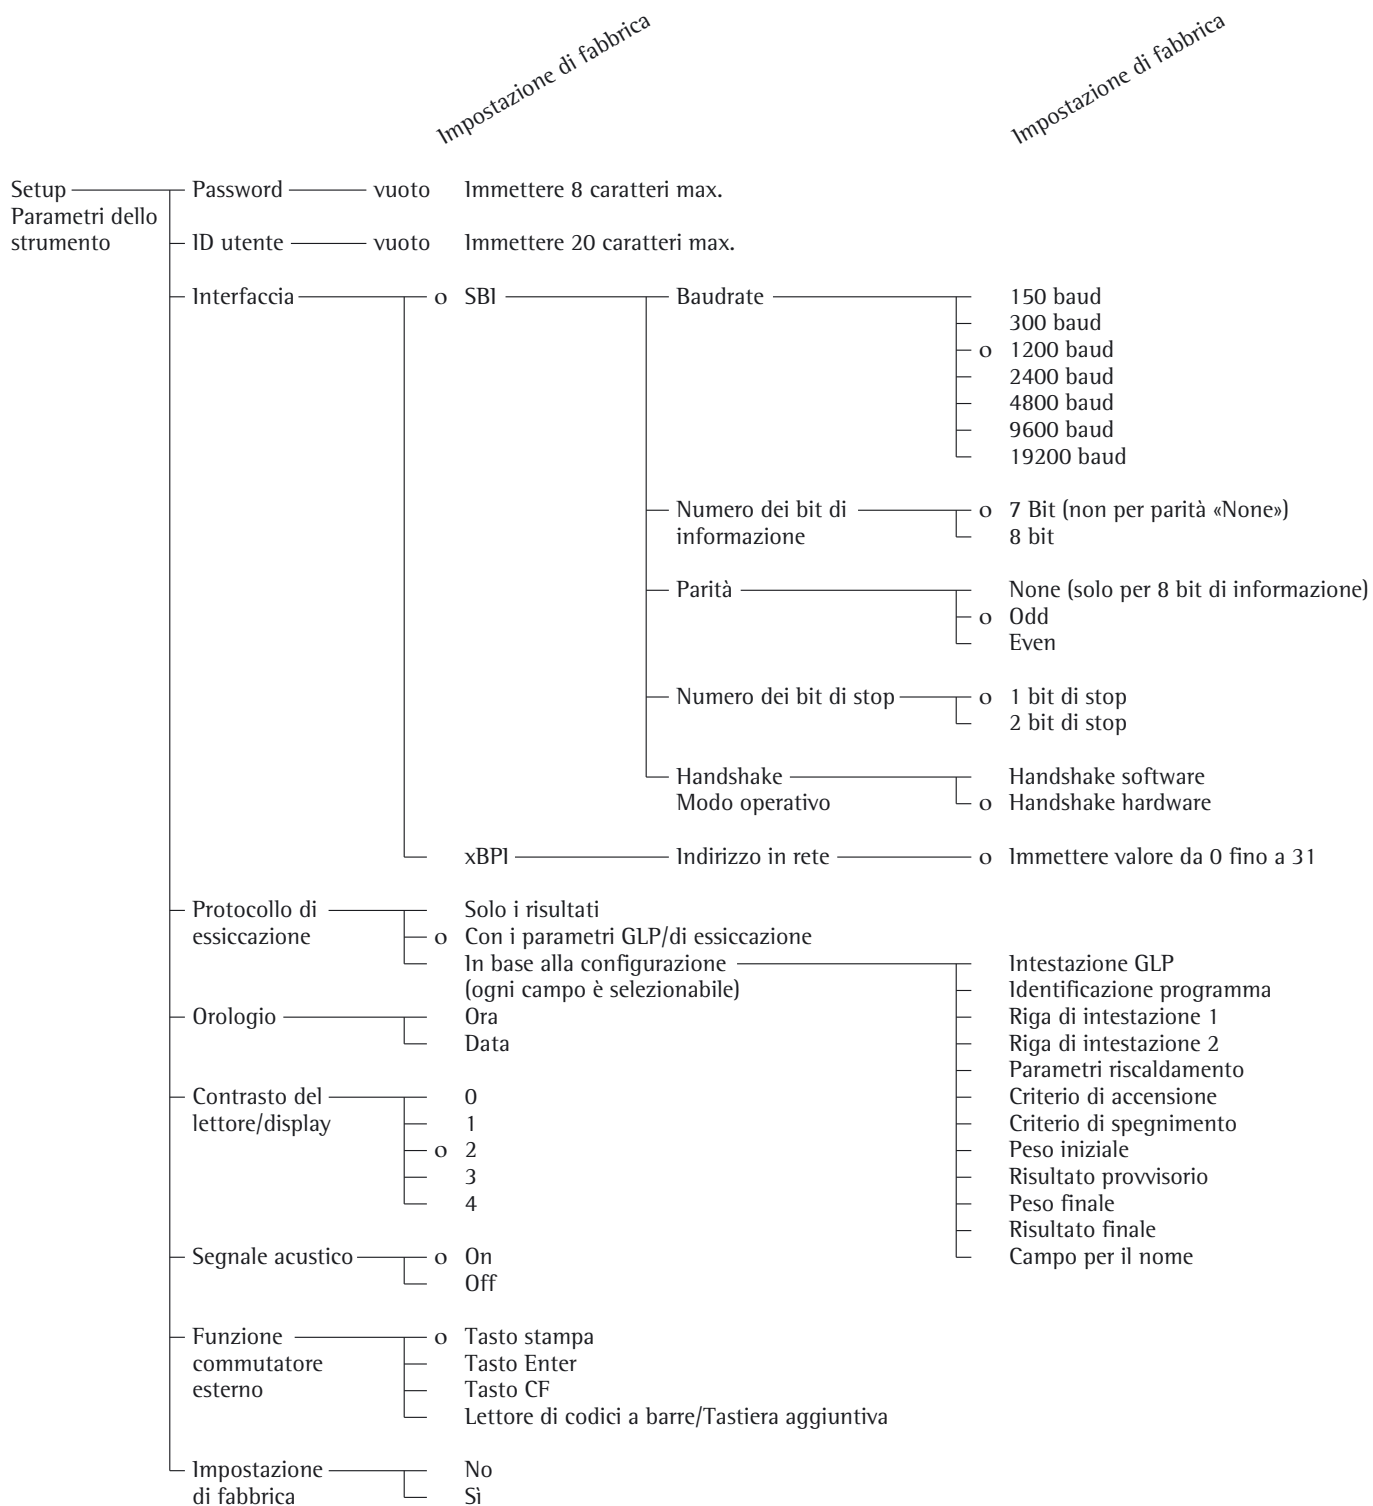 Impostazione di fabbrica Impostazione di fabbrica
Setup Password vuoto Immettere 8 caratteri max.
Parametri dello
strumento ID utente vuoto Immettere 20 caratteri max.
Interfaccia o SBI Baudrate 150 baud
300 baud
o 1200 baud
2400 baud
4800 baud
9600 baud
19200 baud
Numero dei bit di o 7 Bit (non per parità «None»)
informazione 8 bit
Parità None (solo per 8 bit di informazione)
o Odd
Even
Numero dei bit di stop o 1 bit di stop
2 bit di stop
Handshake Handshake software
Modo operativo o Handshake hardware
xBPI Indirizzo in rete o Immettere valore da 0 fino a 31
Protocollo di Solo i risultati
essiccazione o Con i parametri GLP/di essiccazione
In base alla configurazione Intestazione GLP
(ogni campo è selezionabile) Identificazione programma
Orologio Ora Riga di intestazione 1
Data Riga di intestazione 2
Parametri riscaldamento
Contrasto del 0 Criterio di accensione
lettore/display 1 Criterio di spegnimento
o 2 Peso iniziale
3 Risultato provvisorio
4 Peso finale
Risultato finale
Segnale acustico o On Campo per il nome
Off
Funzione o Tasto stampa
commutatore Tasto Enter
esterno Tasto CF
Lettore di codici a barre/Tastiera aggiuntiva
Impostazione No
di fabbrica Sì